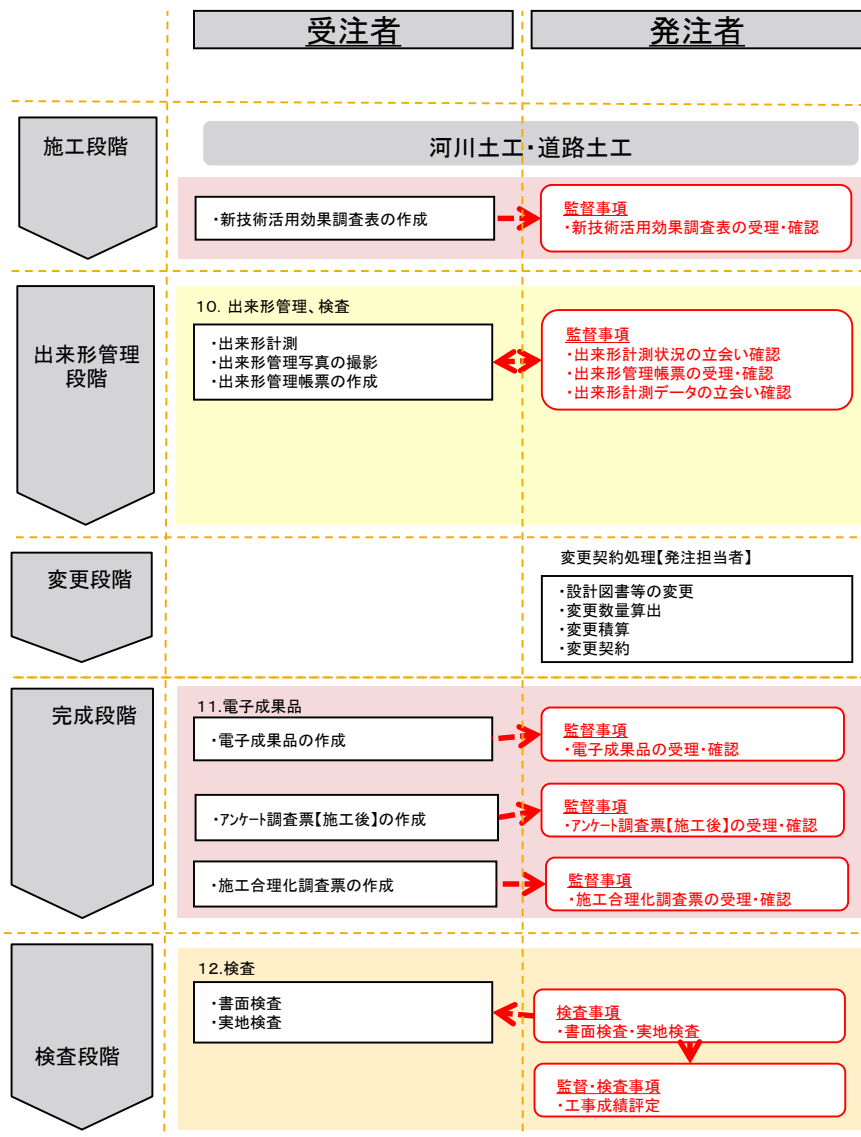 受注者
発注者
施工段階
河川土工・道路土工
・新技術活用効果調査表の作成
監督事項
・新技術活用効果調査表の受理・確認
出来形管理
段階
10. 出来形管理、検査
・出来形計測
・出来形管理写真の撮影
・出来形管理帳票の作成
監督事項
・出来形計測状況の立会い確認
・出来形管理帳票の受理・確認
・出来形計測データの立会い確認
変更段階
変更契約処理【発注担当者】
・設計図書等の変更
・変更数量算出
・変更積算
・変更契約
完成段階
11.電子成果品
・電子成果品の作成
監督事項
・電子成果品の受理・確認
・アンケート調査票【施工後】の作成
監督事項
・アンケート調査票【施工後】の受理・確認
・施工合理化調査票の作成
監督事項
・施工合理化調査票の受理・確認
検査段階
12.検査
・書面検査
・実地検査
検査事項
・書面検査・実地検査
監督・検査事項
・工事成績評定